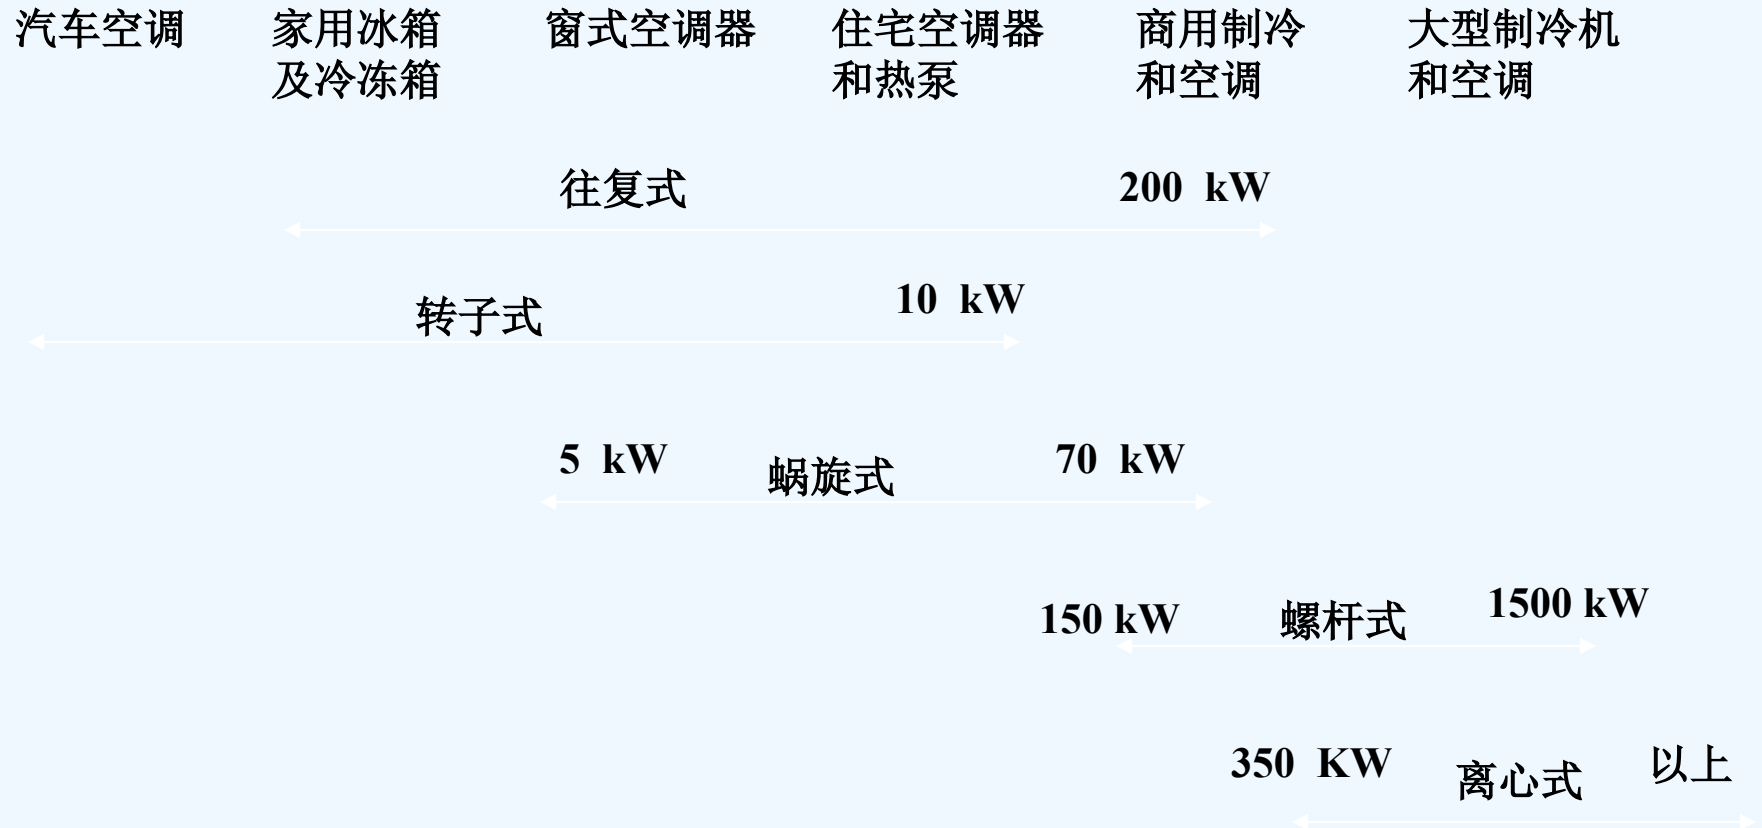 汽车空调 家用冰箱 窗式空调器 住宅空调器 商用制冷 大型制冷机
及冷冻箱 和热泵 和空调 和空调
往复式 200 kW
转子式 10 kW
5 kW 蜗旋式 70 kW
150 kW 螺杆式 1500 kW
350 KW 离心式 以上